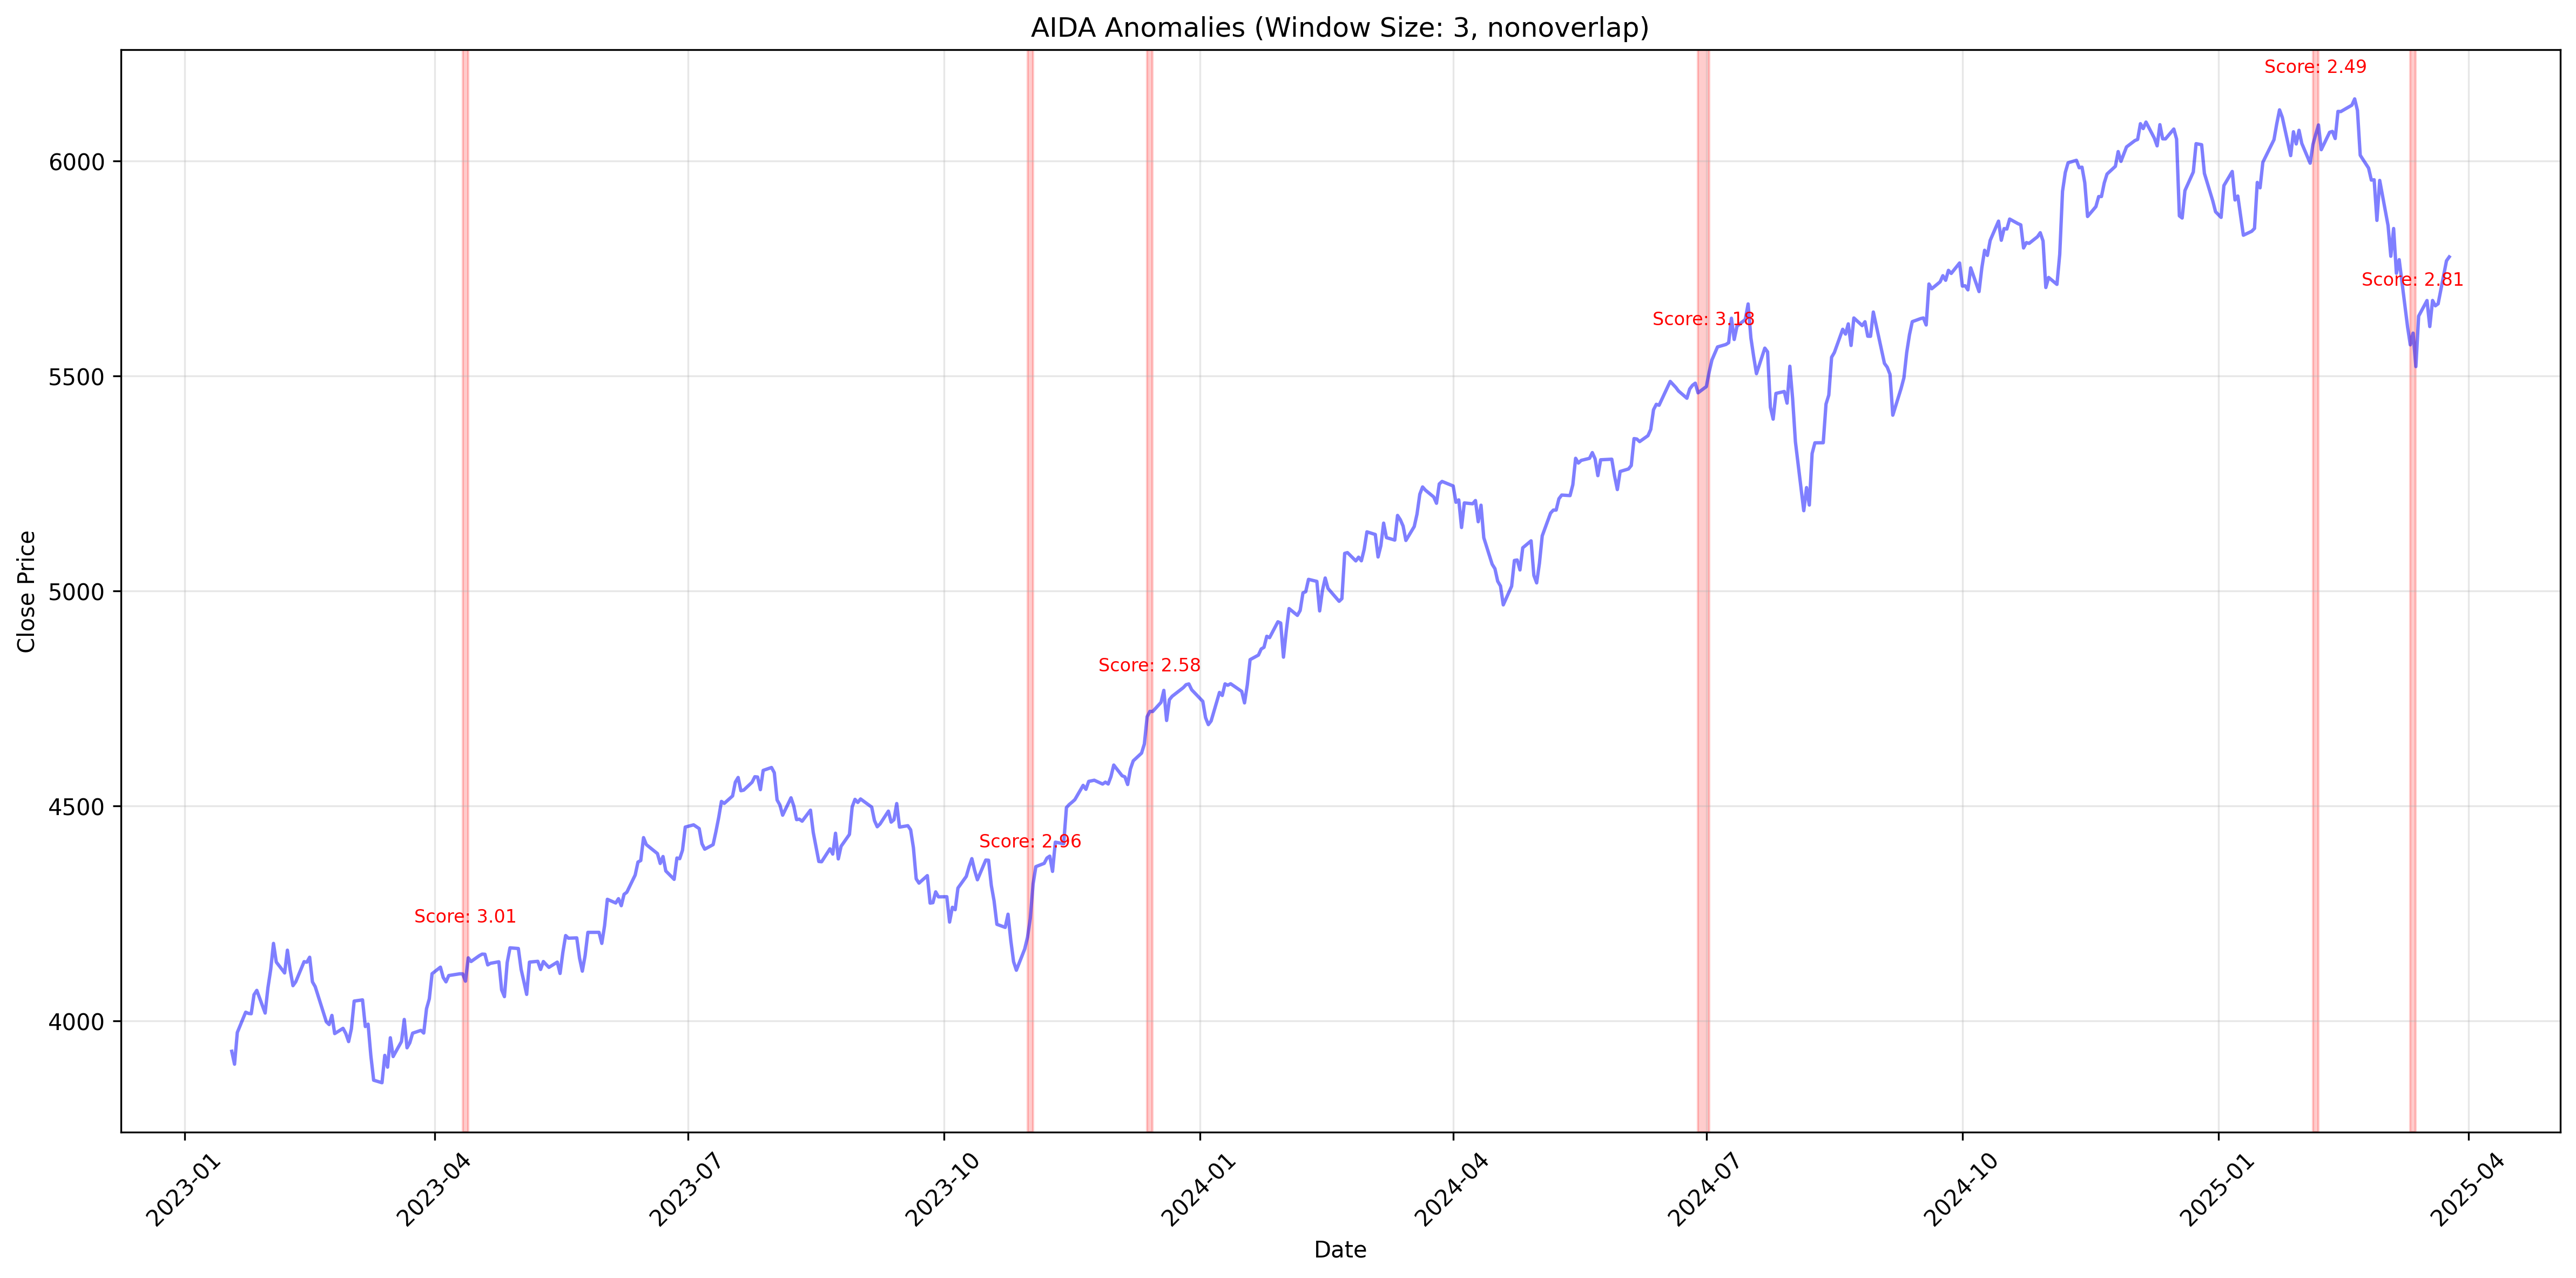 AIDA Anomalies (Window Size: 3, nonoverlap)
Score: 2.49
6000
Score: 2.81
Score: 3.18
5500
5000
Score: 2.58
4500
Score: 2.96
Score: 3.01
4000
Close Price
2023-01
2023-04
2023-07
2023-10
2024-01
2024-04
2024-07
2024-10
2025-01
2025-04
Date